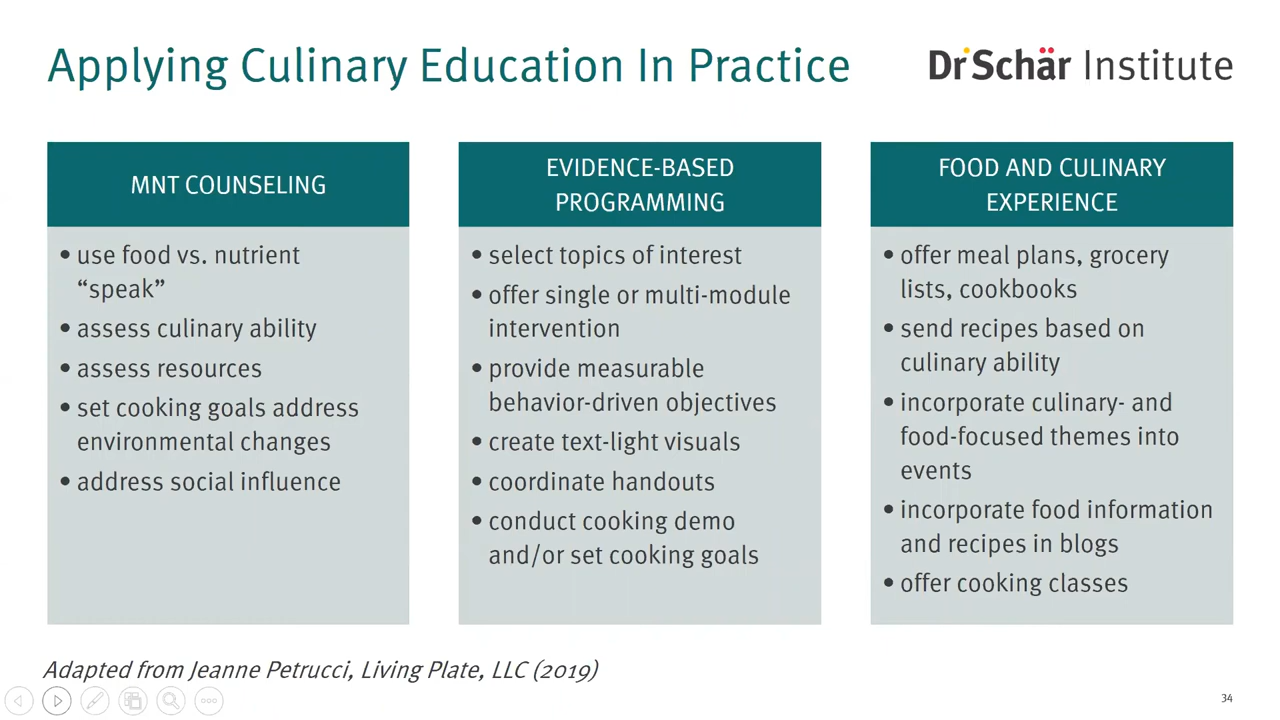 Applying Culinary Education In Practice
DrSchär Institute
MNT COUNSELING
• use food vs. nutrient
“speak”
• assess culinary ability
• assess resources
• set cooking goals address
environmental changes
• address social influence
EVIDENCE-BASED
PROGRAMMING
• select topics of interest
• offer single or multi-module
intervention
• provide measurable
behavior-driven objectives
• create text-light visuals
• coordinate handouts
• conduct cooking demo
and/or set cooking goals
FOOD AND CULINARY
EXPERIENCE
• offer meal plans, grocery
lists, cookbooks
• send recipes based on
culinary ability
• incorporate culinary- and
food-focused themes into
events
• incorporate food information
and recipes in blogs
• offer cooking classes
Adapted from Jeanne Petrucci, Living Plate, LLC (2019)
34